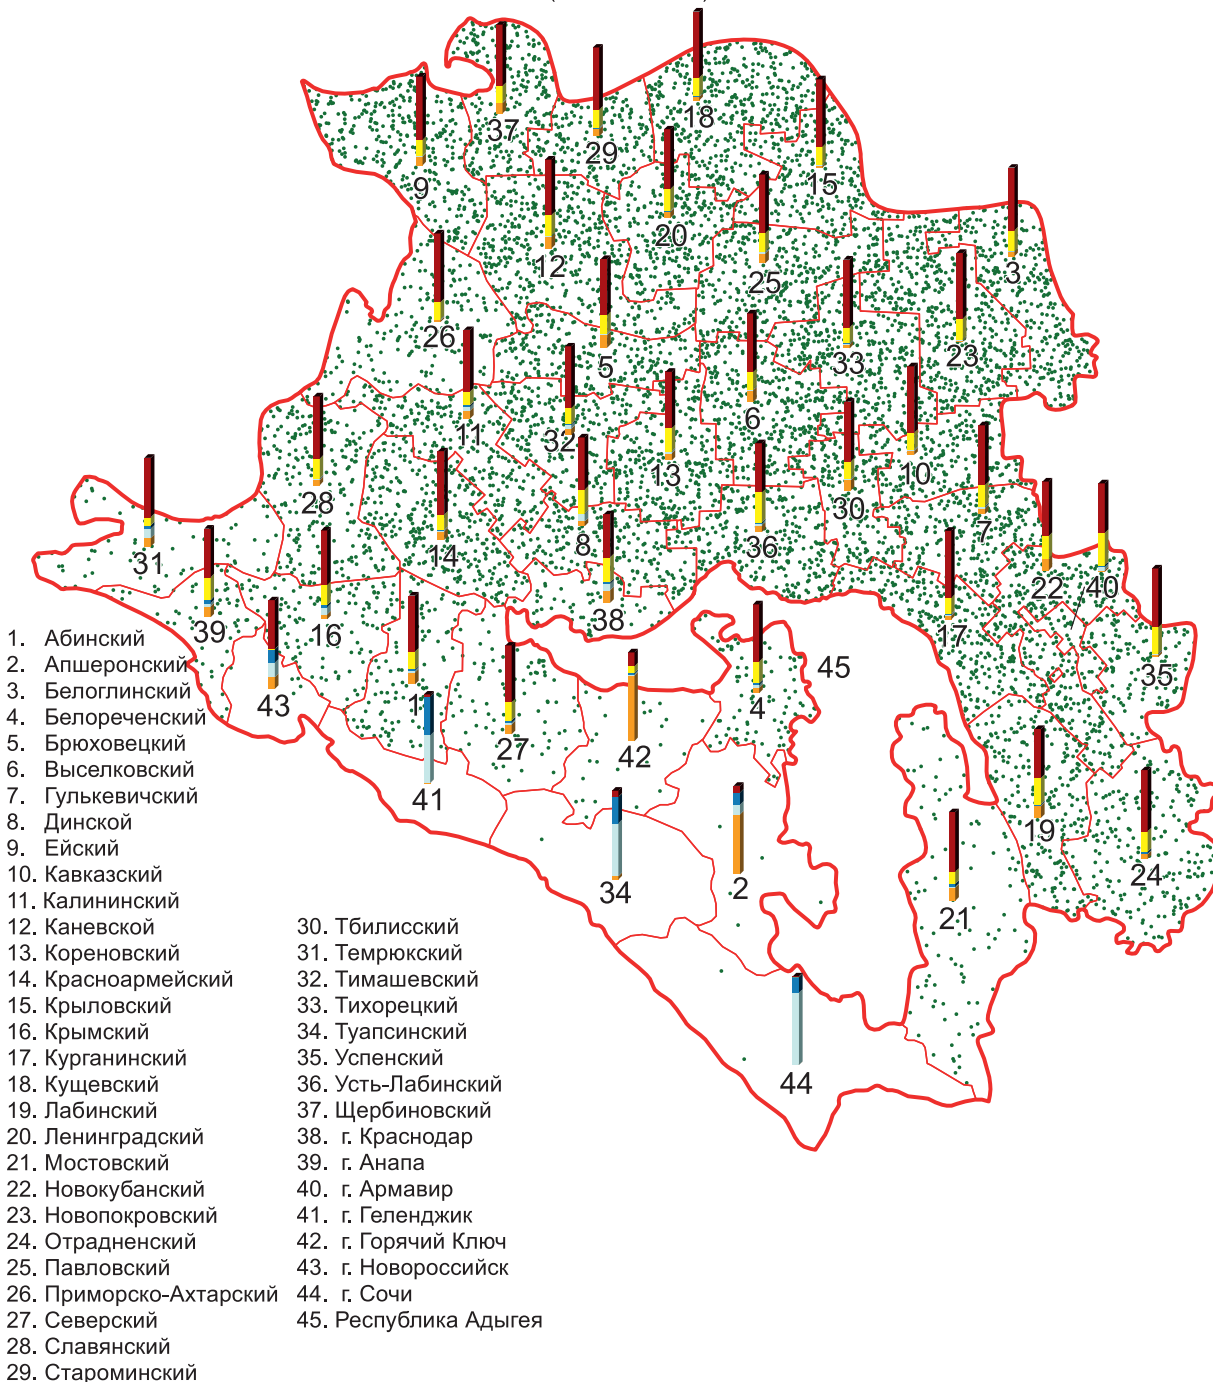 18
37
29
15
9
20
3
12
25
26
5
33
23
6
11
32
13
10
28
30
8
14
36
7
31
22
40
38
39
16
17
35
45
43
1
4
27
42
41
19
24
34
2
21
44
1. Абинский
2. Апшеронский
3. Белоглинский
4. Белореченский
5. Брюховецкий
6. Выселковский
7. Гулькевичский
8. Динской
9. Ейский
10. Кавказский
11. Калининский
12. Каневской
13. Кореновский
14. Красноармейский
15. Крыловский
16. Крымский
17. Курганинский
18. Кущевский
19. Лабинский
20. Ленинградский
21. Мостовский
22. Новокубанский
23. Новопокровский
24. Отрадненский
25. Павловский
26. Приморско-Ахтарский
27. Северский
28. Славянский
29. Староминский
30. Тбилисский
31. Темрюкский
32. Тимашевский
33. Тихорецкий
34. Туапсинский
35. Успенский
36. Усть-Лабинский
37. Щербиновский
38. г. Краснодар
39. г. Анапа
40. г. Армавир
41. г. Геленджик
42. г. Горячий Ключ
43. г. Новороссийск
44. г. Сочи
45. Республика Адыгея